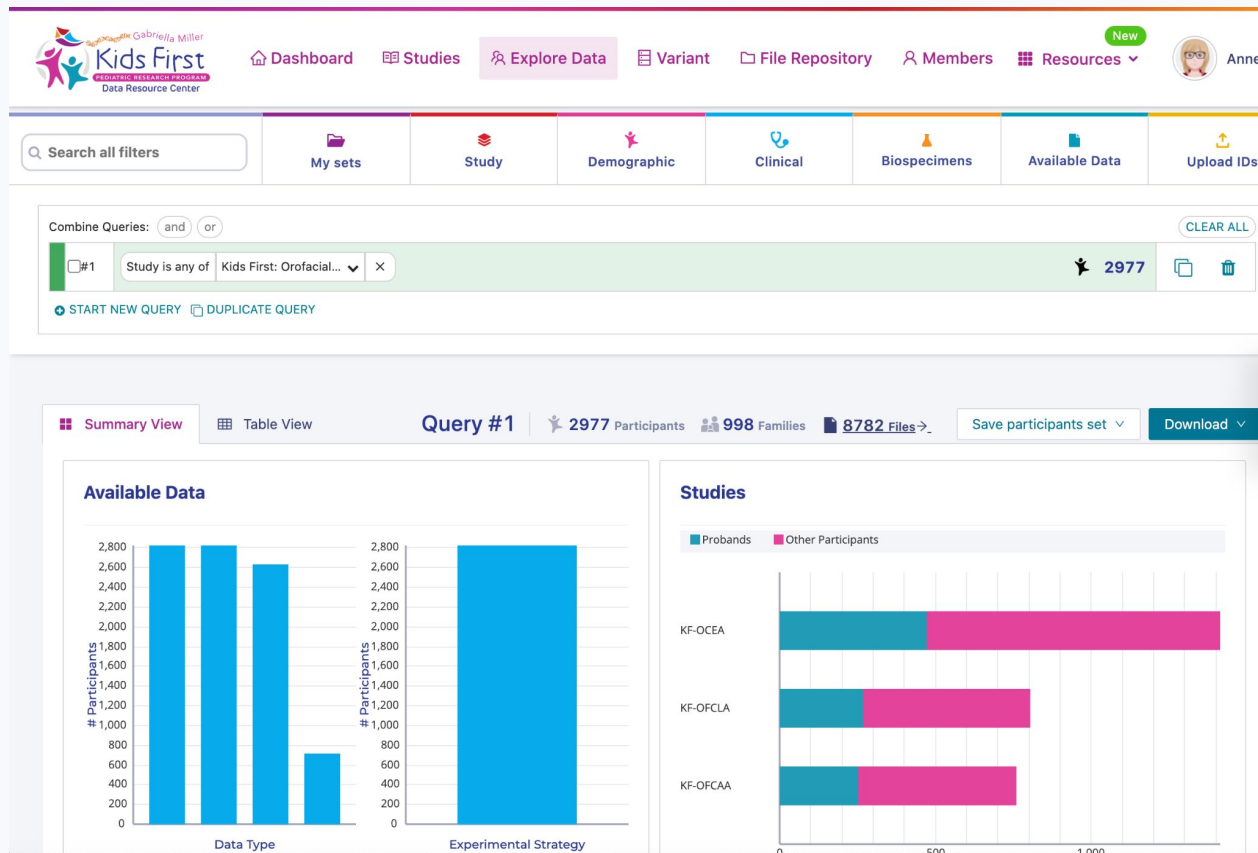 Gabriella Miller
Kids First
PEDIATRIC RESEARCH PROGRAM
Data Resource Center
Dashboard
Studies
Explore Data
Variant
File Repository
Members
New
Resources
Anne
Search all filters
My sets
Study
Demographic
Clinical
Biospecimens
Available Data
Upload IDs
Combine Queries: and or
CLEAR ALL
#1
Study is any of Kids First: Orofacial...
2977
START NEW QUERY DUPLICATE QUERY
Summary View
Table View
Query #1
2977 Participants
998 Families
8782 Files
Save participants set
Download
Available Data
2,800
2,600
2,400
2,200
2,000
1,800
1,600
1,400
1,200
1,000
800
600
400
200
0
# Participants
Data Type
2,800
2,600
2,400
2,200
2,000
1,800
1,600
1,400
1,200
1,000
800
600
400
200
0
# Participants
Experimental Strategy
Studies
Probands
Other Participants
KF-OCEA
KF-OFCLA
KF-OFCAA
0
500
1,000